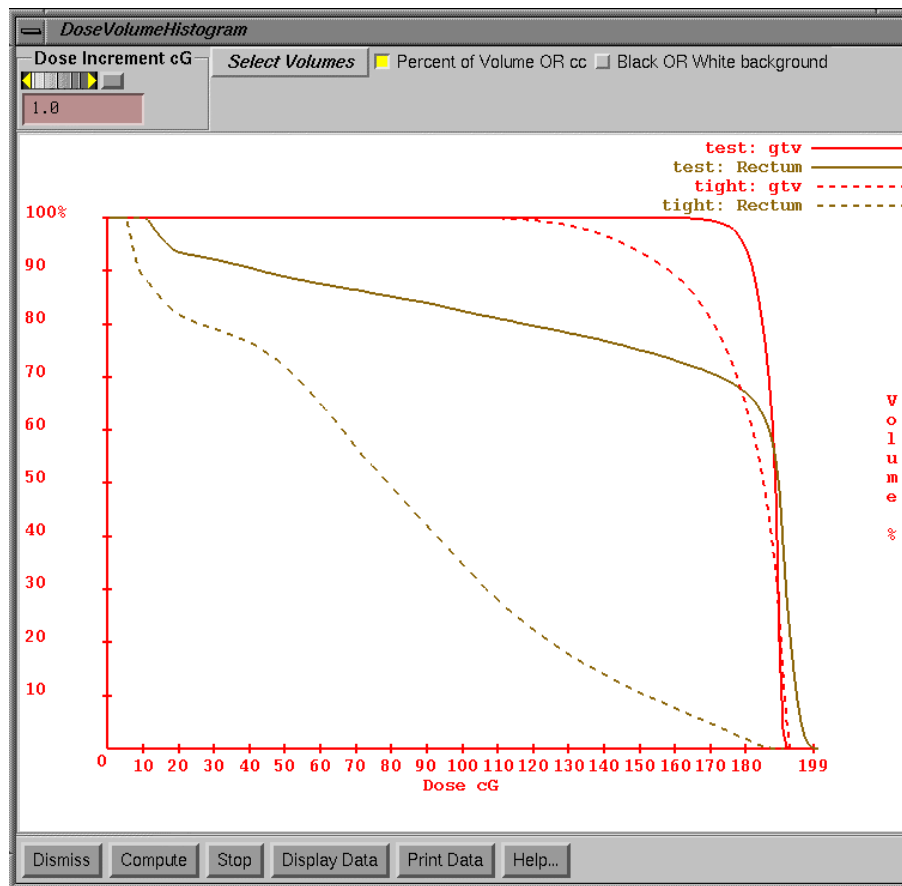 DoseVolumeHistogram
Dose Increment cG
Select Volumes
Percent of Volume OR cc
Black OR White background
1.0
test: gtv
test: Rectum
tight: gtv
tight: Rectum
100%
90
80
70
60
50
40
30
20
10
Volume %
0 10 20 30 40 50 60 70 80 90 100 110 120 130 140 150 160 170 180 199
Dose cG
Dismiss
Compute
Stop
Display Data
Print Data
Help...